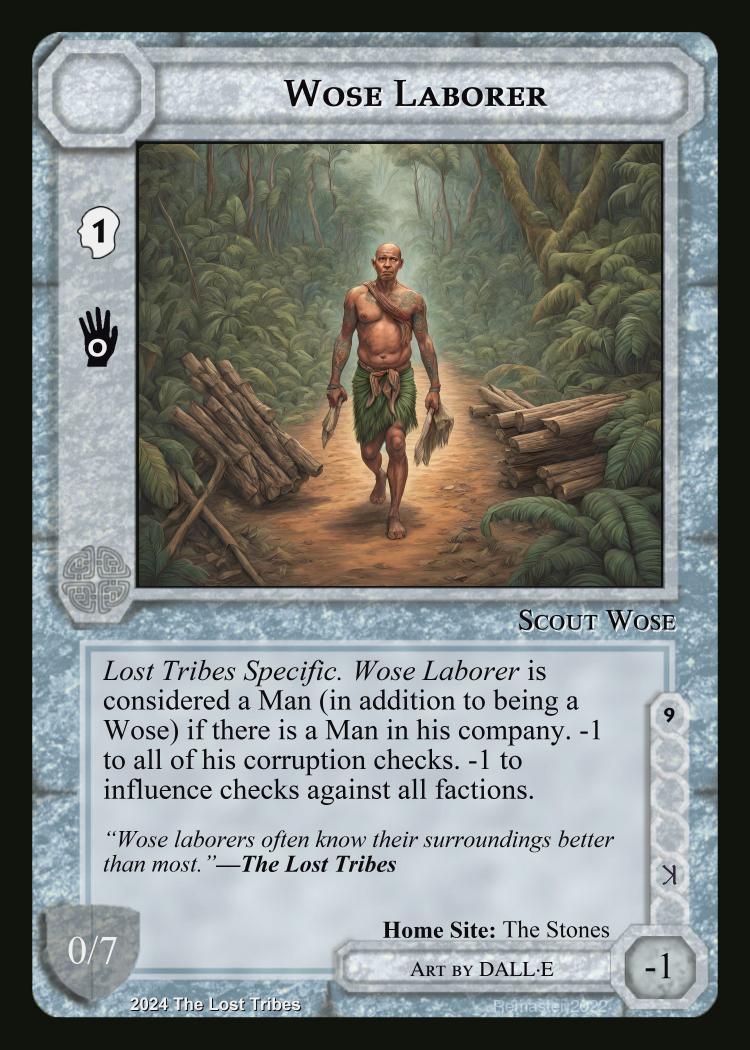 Wose Laborer
1
0
Scout Wose
Lost Tribes Specific. Wose Laborer is
considered a Man (in addition to being a
Wose) if there is a Man in his company. -1
to all of his corruption checks. -1 to
influence checks against all factions.
9
“Wose laborers often know their surroundings better
than most.”—The Lost Tribes
Home Site: The Stones
0/7
Art by DALL·E
-1
2024 The Lost Tribes
Remaster 2022